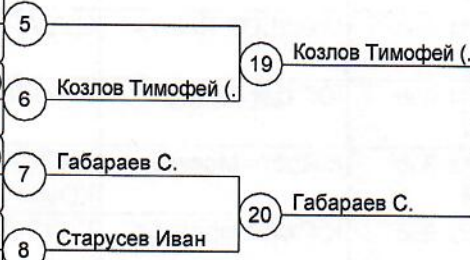 5
19
Козлов Тимофей (.
6
Козлов Тимофей (.
7
Габараев С.
20
Габараев С.
8
Старусев Иван